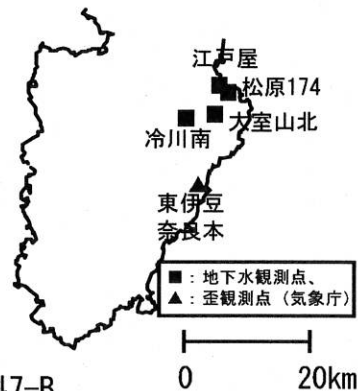 江戸屋
松原174
大室山北
冷川南
東伊豆
奈良本
■：地下水観測点、
▲：歪観測点（気象庁）
0 20km